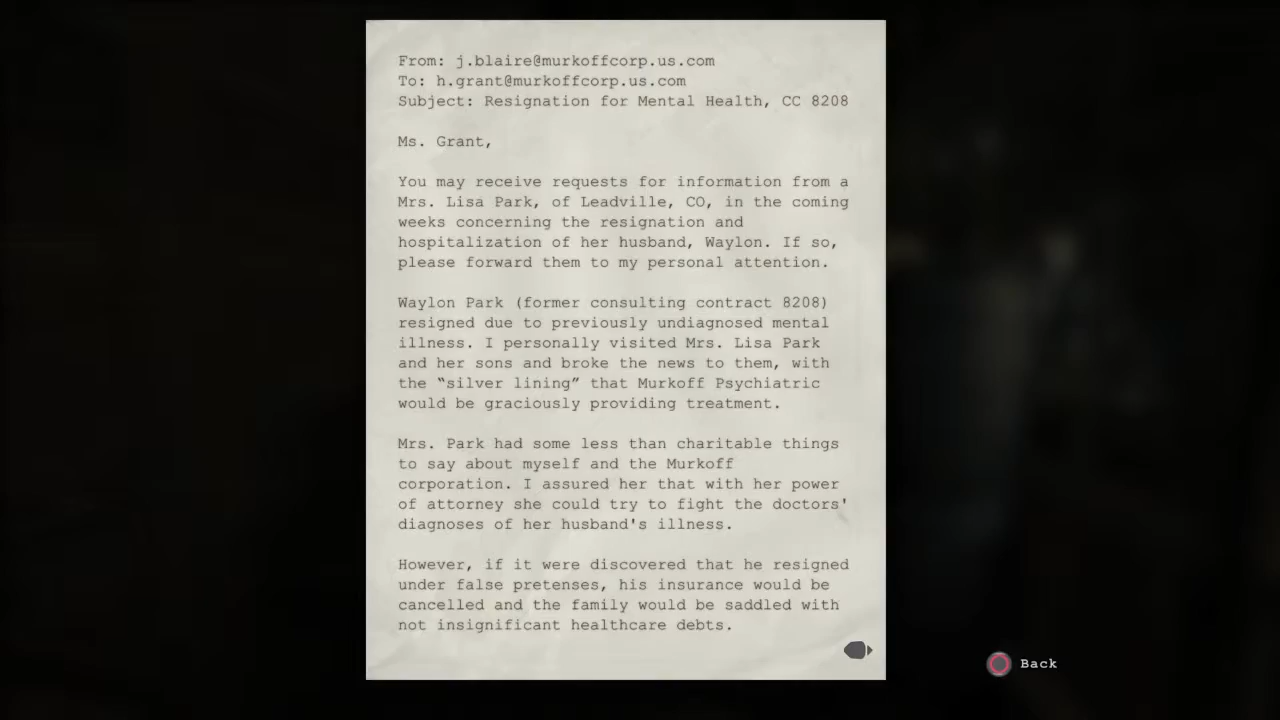 From: j.blaire@murkoffcorp.us.com
To: h.grant@murkoffcorp.us.com
Subject: Resignation for Mental Health, CC 8208
Ms. Grant,
You may receive requests for information from a
Mrs. Lisa Park, of Leadville, CO, in the coming
weeks concerning the resignation and
hospitalization of her husband, Waylon. If so,
please forward them to my personal attention.
Waylon Park (former consulting contract 8208)
resigned due to previously undiagnosed mental
illness. I personally visited Mrs. Lisa Park
and her sons and broke the news to them, with
the “silver lining” that Murkoff Psychiatric
would be graciously providing treatment.
Mrs. Park had some less than charitable things
to say about myself and the Murkoff
corporation. I assured her that with her power
of attorney she could try to fight the doctors'
diagnoses of her husband's illness.
However, if it were discovered that he resigned
under false pretenses, his insurance would be
cancelled and the family would be saddled with
not insignificant healthcare debts.
Back